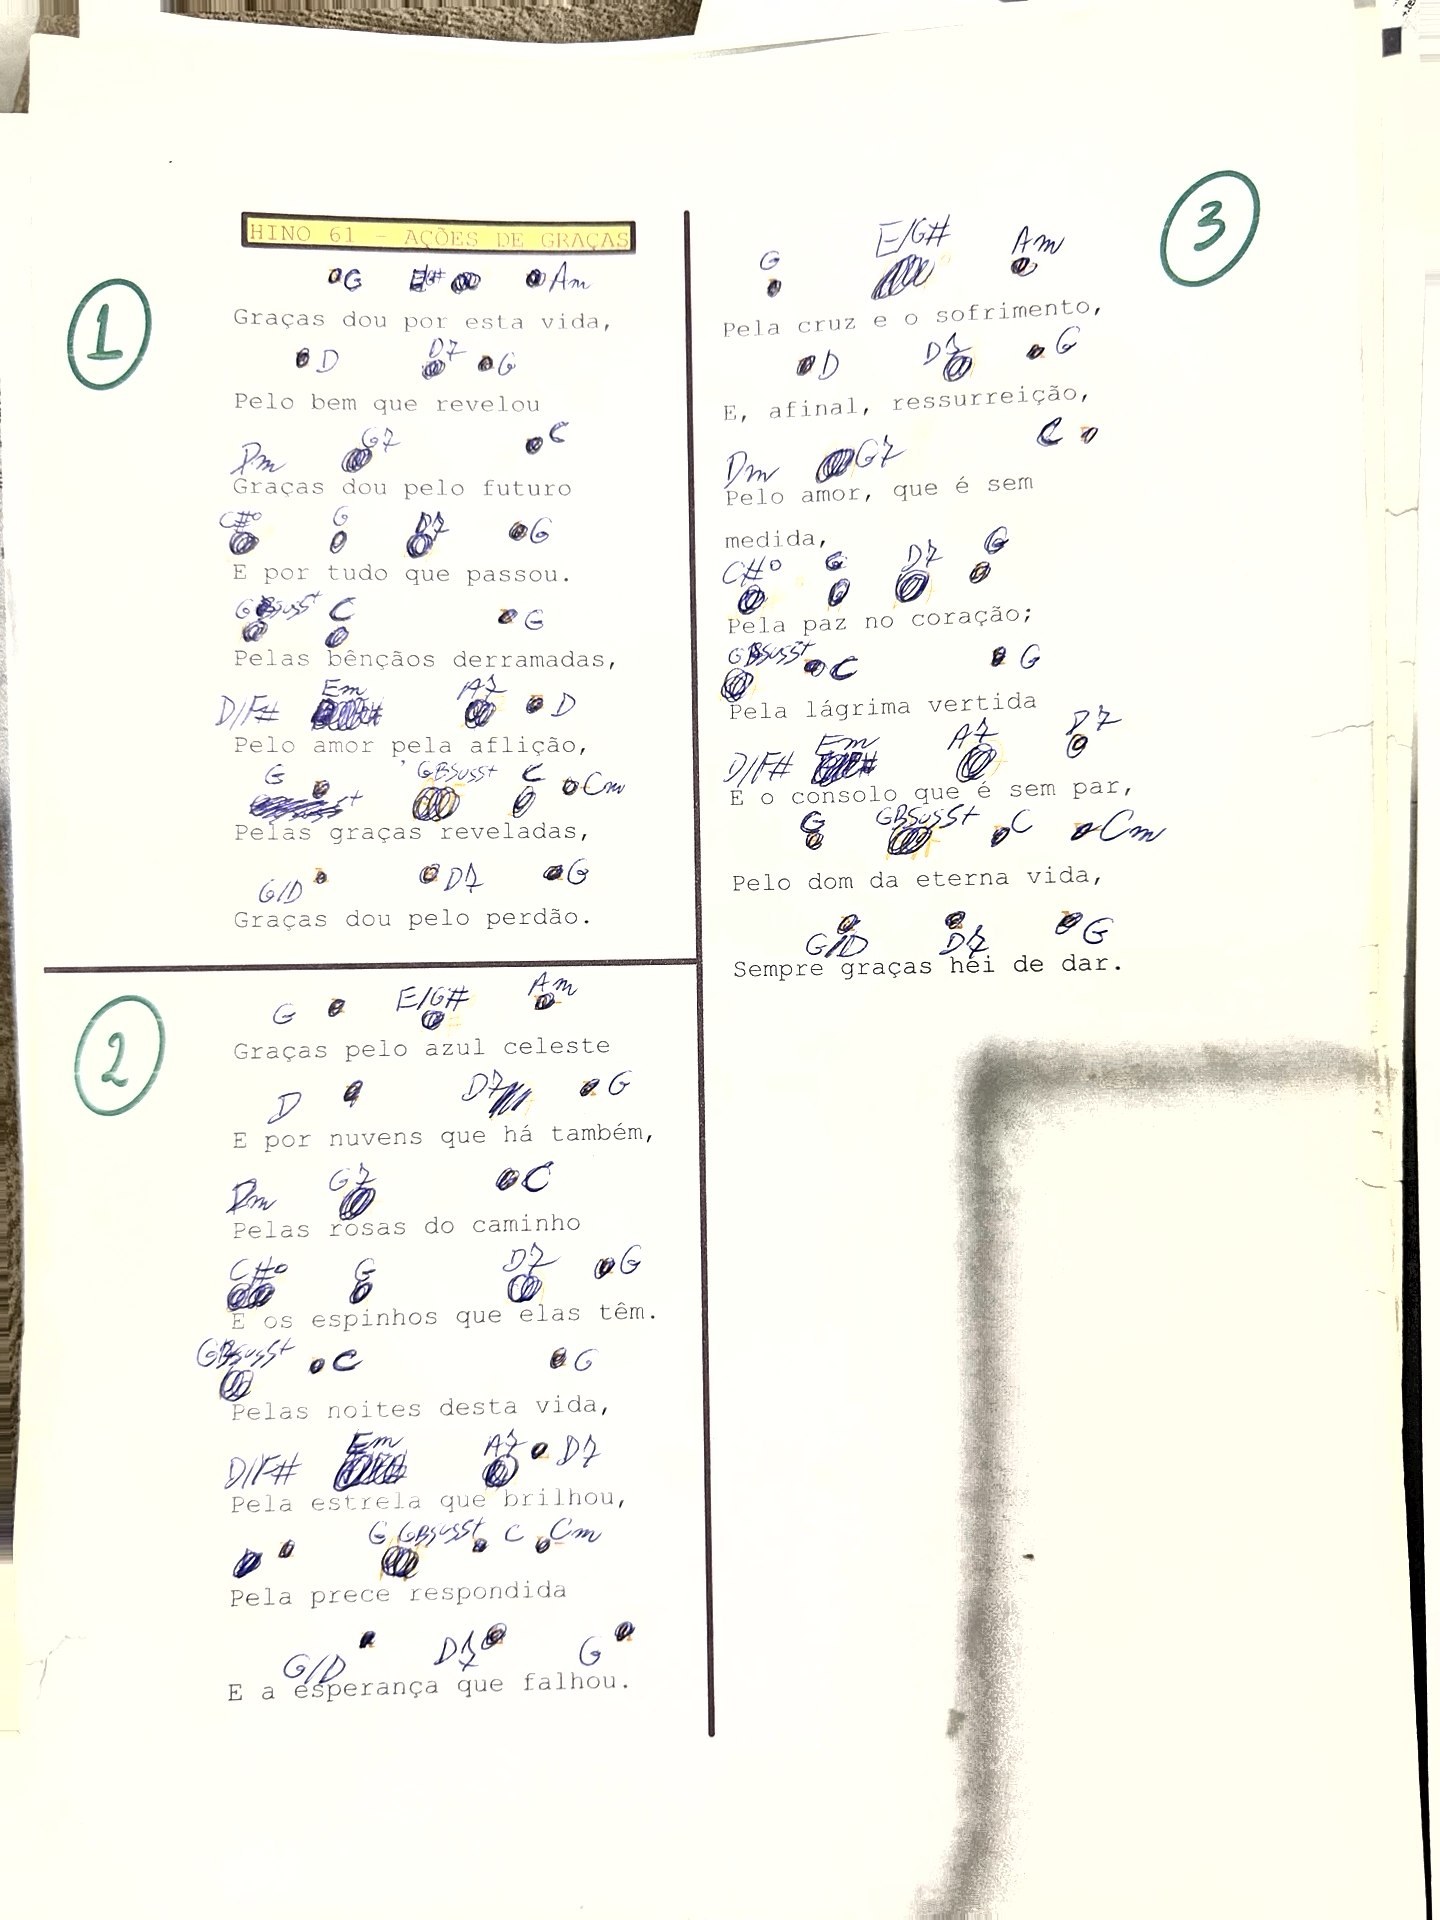 HINO 61 - AÇÕES DE GRAÇAS
1
G E/G# Am
Graças dou por esta vida,
D D7 G
Pelo bem que revelou
Dm G7 C
Graças dou pelo futuro
C#º G D7 G
E por tudo que passou.
GBsus5+ C G
Pelas bênçãos derramadas,
D/F# Em A7 D
Pelo amor pela aflição,
G GBsus5+ C Cm
Pelas graças reveladas,
G/D D7 G
Graças dou pelo perdão.
2
G E/G# Am
Graças pelo azul celeste
D D7 G
E por nuvens que há também,
Dm G7 C
Pelas rosas do caminho
C#º G D7 G
E os espinhos que elas têm.
GBsus5+ C G
Pelas noites desta vida,
D/F# Em A7 D7
Pela estrela que brilhou,
G GBsus5+ C Cm
Pela prece respondida
G/D D7 G
E a esperança que falhou.
3
G E/G# Am
Pela cruz e o sofrimento,
D D7 G
E, afinal, ressurreição,
Dm G7 C
Pelo amor, que é sem
medida,
C#º G D7 G
Pela paz no coração;
GBsus5+ C G
Pela lágrima vertida
D/F# Em A7 D7
E o consolo que é sem par,
G GBsus5+ C Cm
Pelo dom da eterna vida,
G/D D7 G
Sempre graças hei de dar.